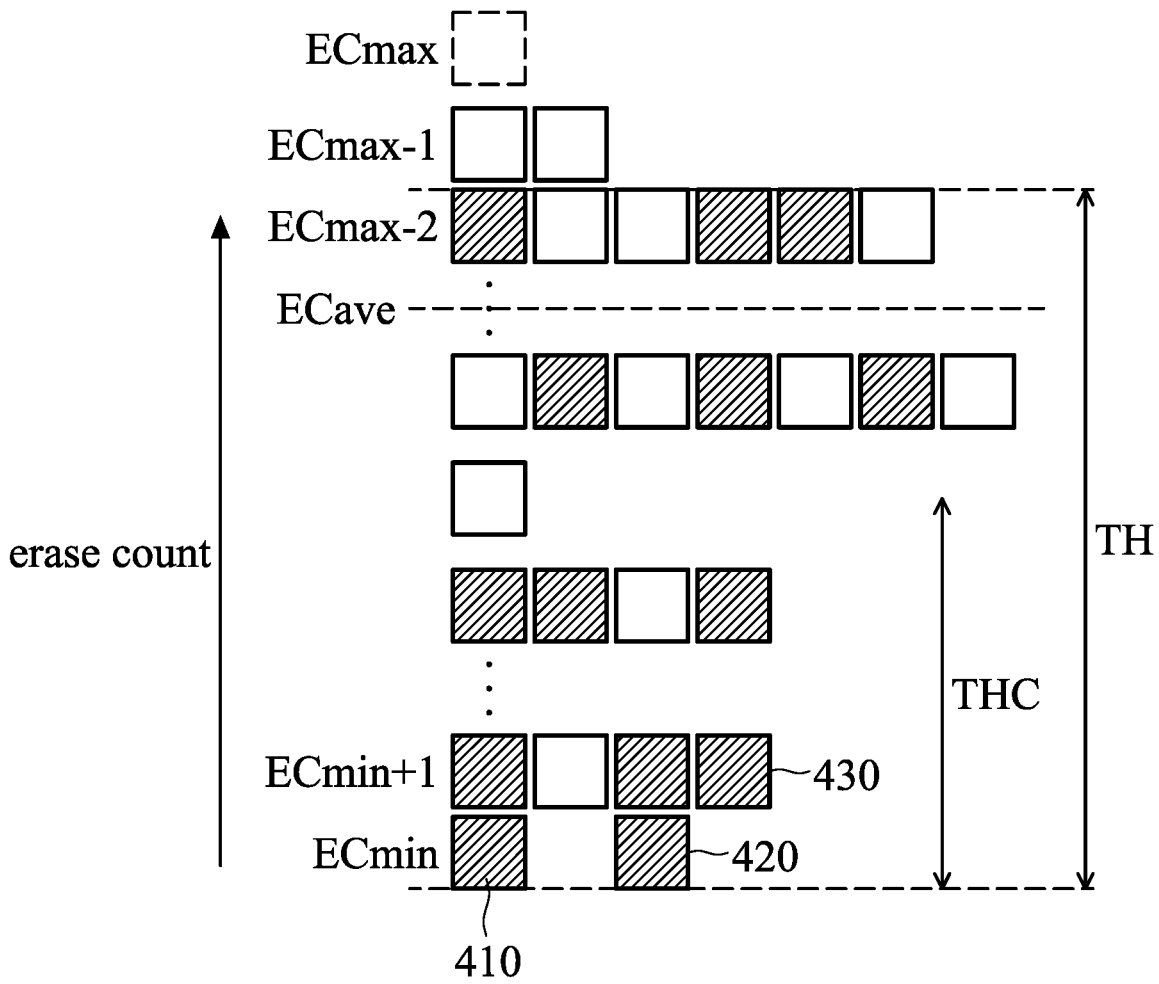 ECmax
ECmax-1
ECmax-2
ECave
erase count
TH
THC
ECmin+1
430
ECmin
420
410